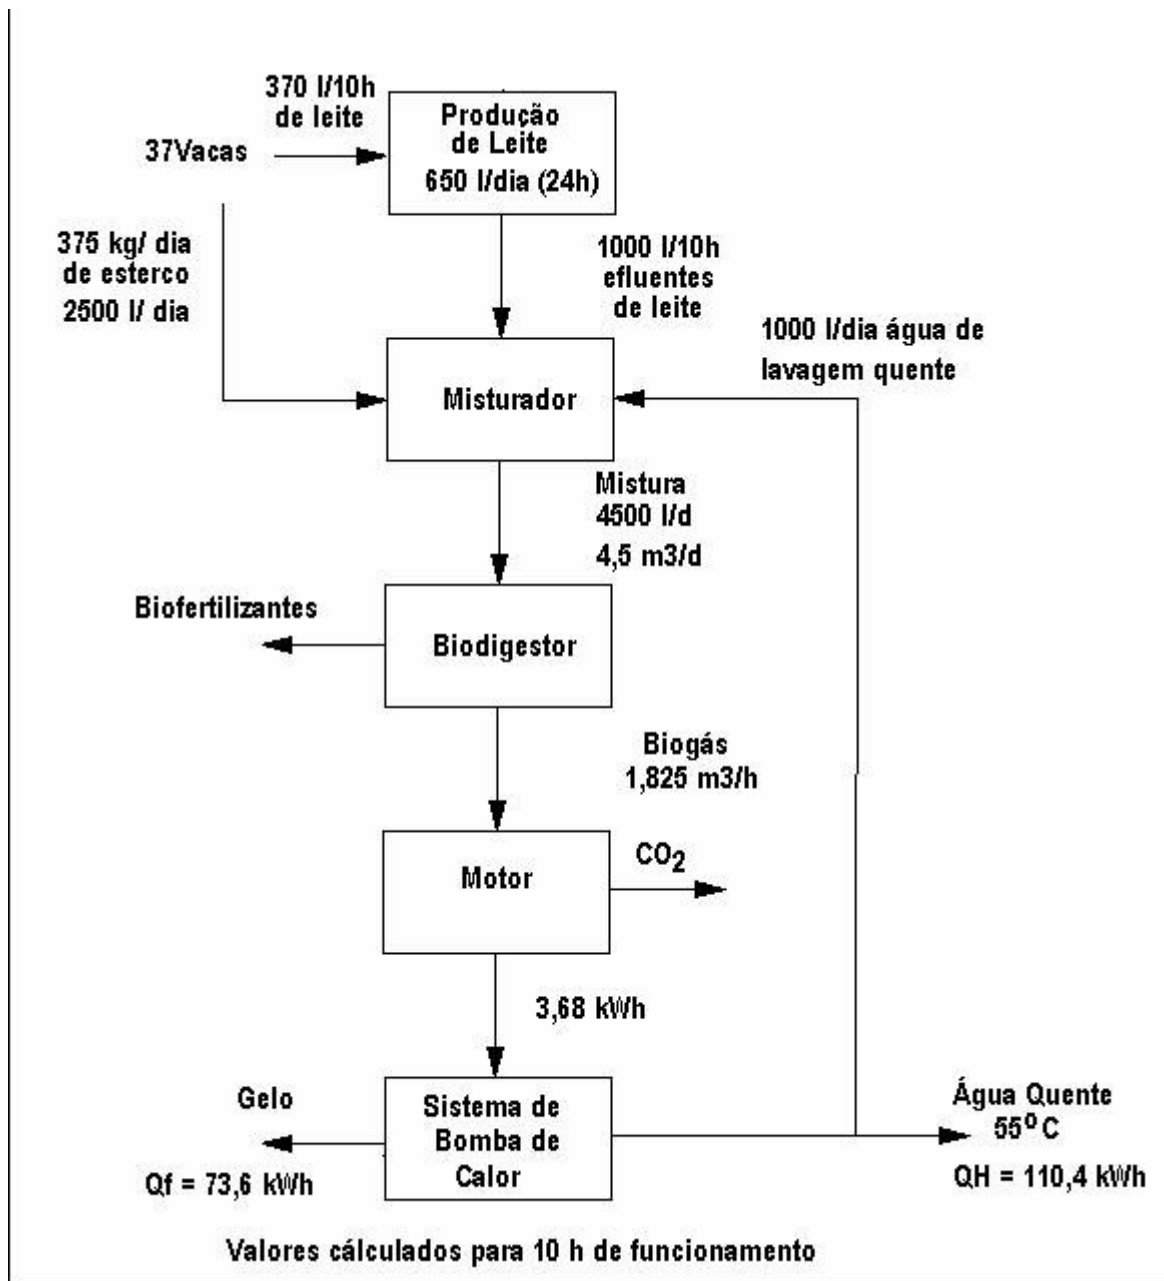 370 l/10h
de leite
Produção
de Leite
650 l/dia (24h)
37Vacas
375 kg/ dia
de esterco
2500 l/ dia
1000 l/10h
efluentes
de leite
1000 l/dia água de
lavagem quente
Misturador
Mistura
4500 l/d
4,5 m3/d
Biofertilizantes
Biodigestor
Biogás
1,825 m3/h
Motor
CO2
3,68 kWh
Gelo
Qf = 73,6 kWh
Sistema de
Bomba de
Calor
Água Quente
55º C
QH = 110,4 kWh
Valores cálculados para 10 h de funcionamento